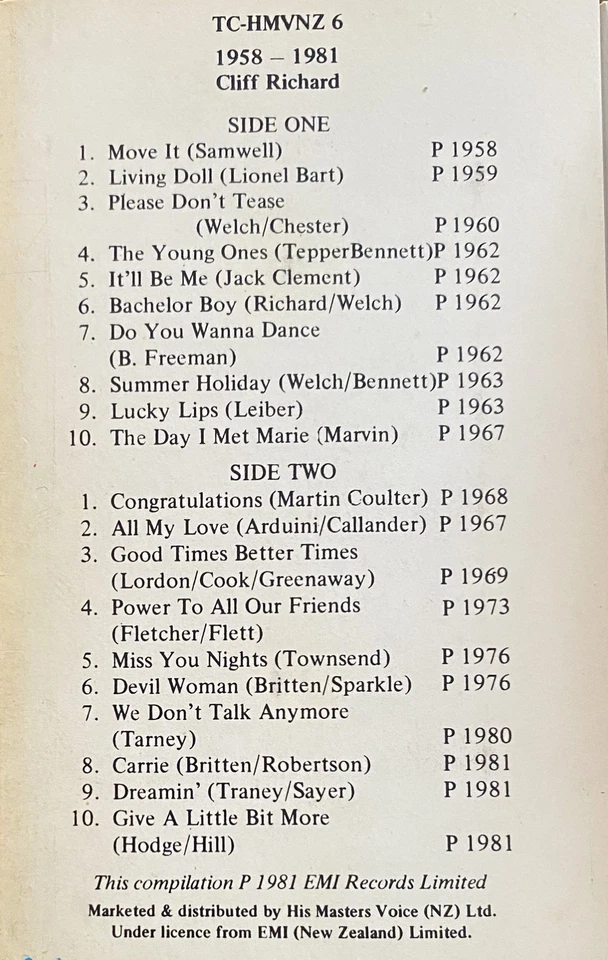 TC-HMVNZ 6
1958 – 1981
Cliff Richard
SIDE ONE
1. Move It (Samwell) P 1958
2. Living Doll (Lionel Bart) P 1959
3. Please Don't Tease
(Welch/Chester) P 1960
4. The Young Ones (TepperBennett)P 1962
5. It'll Be Me (Jack Clement) P 1962
6. Bachelor Boy (Richard/Welch) P 1962
7. Do You Wanna Dance
(B. Freeman) P 1962
8. Summer Holiday (Welch/Bennett)P 1963
9. Lucky Lips (Leiber) P 1963
10. The Day I Met Marie (Marvin) P 1967
SIDE TWO
1. Congratulations (Martin Coulter) P 1968
2. All My Love (Arduini/Callander) P 1967
3. Good Times Better Times
(Lordon/Cook/Greenaway) P 1969
4. Power To All Our Friends P 1973
(Fletcher/Flett)
5. Miss You Nights (Townsend) P 1976
6. Devil Woman (Britten/Sparkle) P 1976
7. We Don't Talk Anymore
(Tarney) P 1980
8. Carrie (Britten/Robertson) P 1981
9. Dreamin' (Traney/Sayer) P 1981
10. Give A Little Bit More
(Hodge/Hill) P 1981
This compilation P 1981 EMI Records Limited
Marketed & distributed by His Masters Voice (NZ) Ltd.
Under licence from EMI (New Zealand) Limited.